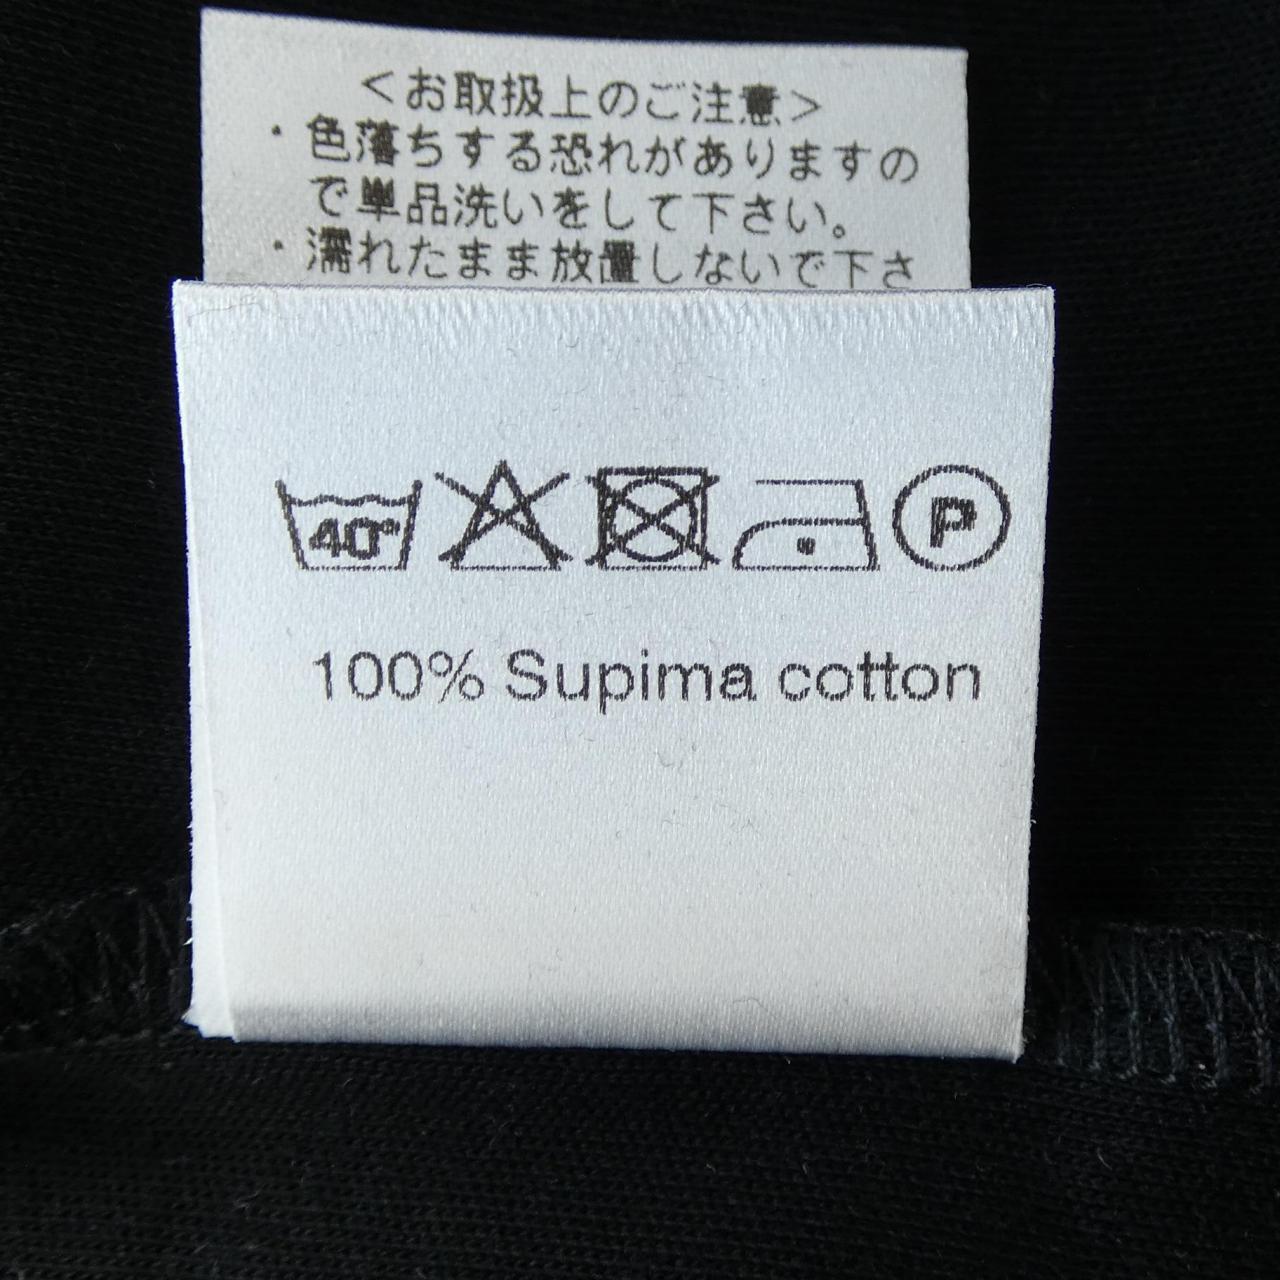 <お取扱上のご注意>
・色落ちする恐れがありますの
で単品洗いをして下さい。
・濡れたまま放置しないで下さ
40°
P
100% Supima cotton